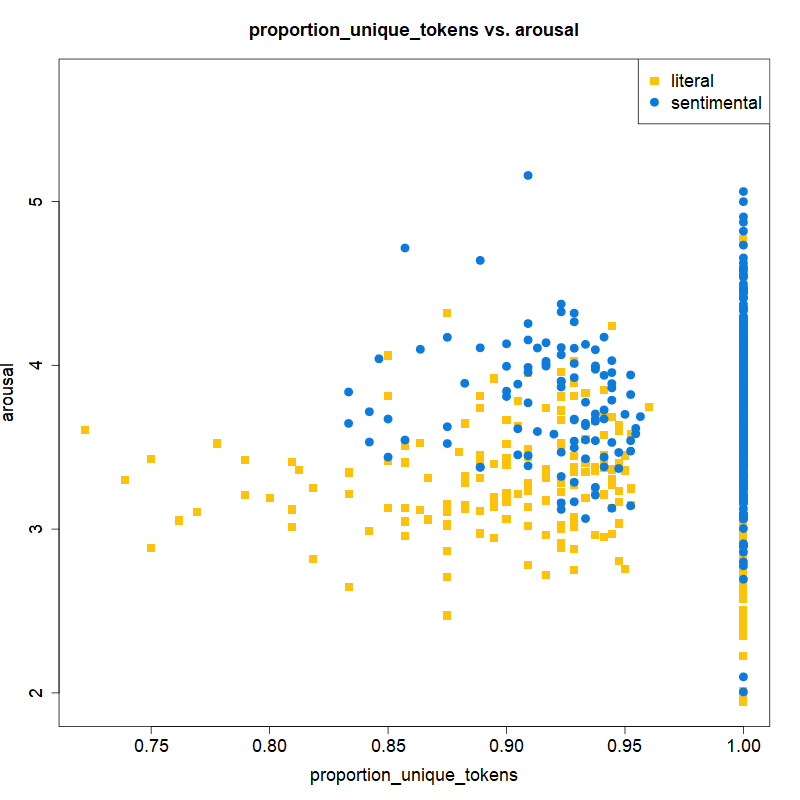 proportion_unique_tokens vs. arousal
literal
sentimental
5
4
3
2
arousal
0.75 0.80 0.85 0.90 0.95 1.00
proportion_unique_tokens